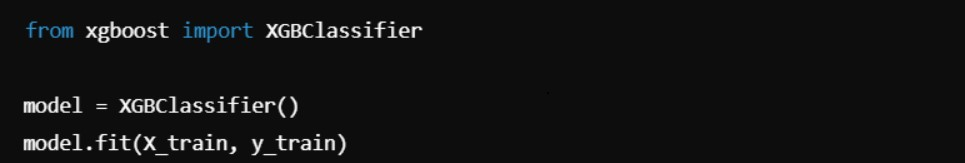 from xgboost import XGBClassifier
model = XGBClassifier()
model.fit(X_train, y_train)